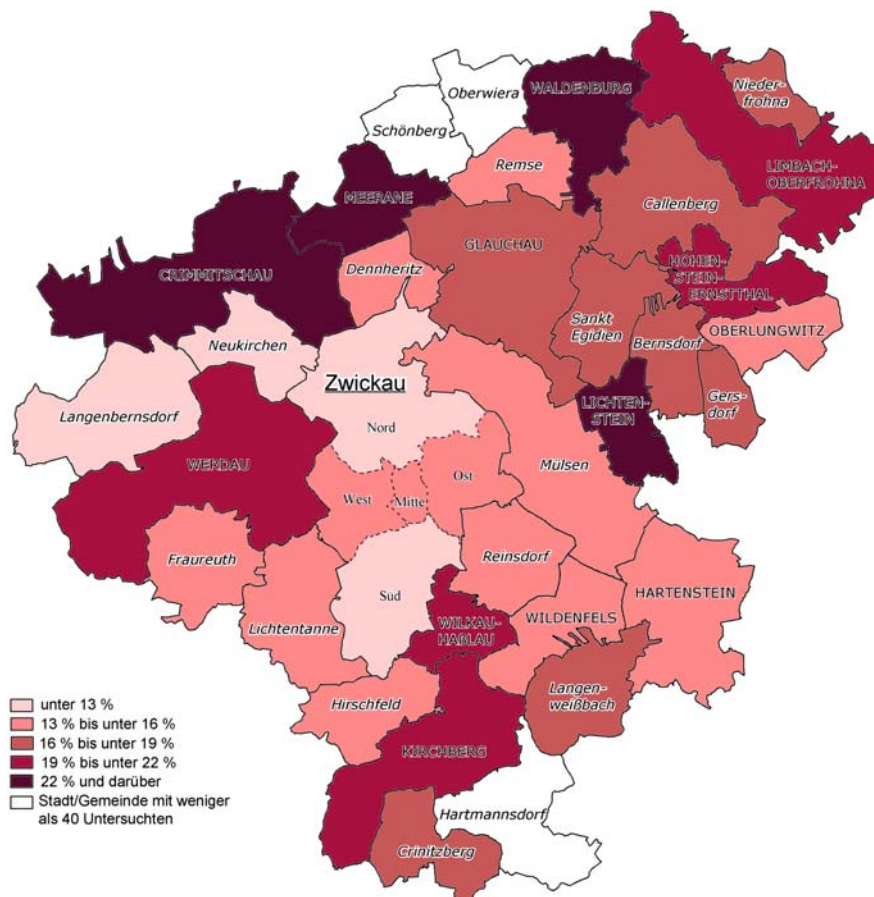 Oberwiera
WALDENBURG
Nieder-
frohna
Schönberg
Remse
LIMBACH-
OBERFROHNA
MEERANE
Callenberg
GLAUCHAU
CRIMMITSCHAU
Dennheritz
HOHEN-
STEIN-
ERNSTTHAL
Sankt
Egidien
OBERLUNGWITZ
Neukirchen
Bernsdorf
Zwickau
Nord
Langenbernsdorf
LICHTEN-
STEIN
Gers-
dorf
WERDAU
Mülsen
Ost
West
Mitte
Fraureuth
Reinsdorf
Süd
HARTENSTEIN
Lichtentanne
WILKAU-
HAßLAU
WILDENFELS
Hirschfeld
Langen-
weißbach
KIRCHBERG
Hartmannsdorf
Crinitzberg
unter 13 %
13 % bis unter 16 %
16 % bis unter 19 %
19 % bis unter 22 %
22 % und darüber
Stadt/Gemeinde mit weniger
als 40 Untersuchten